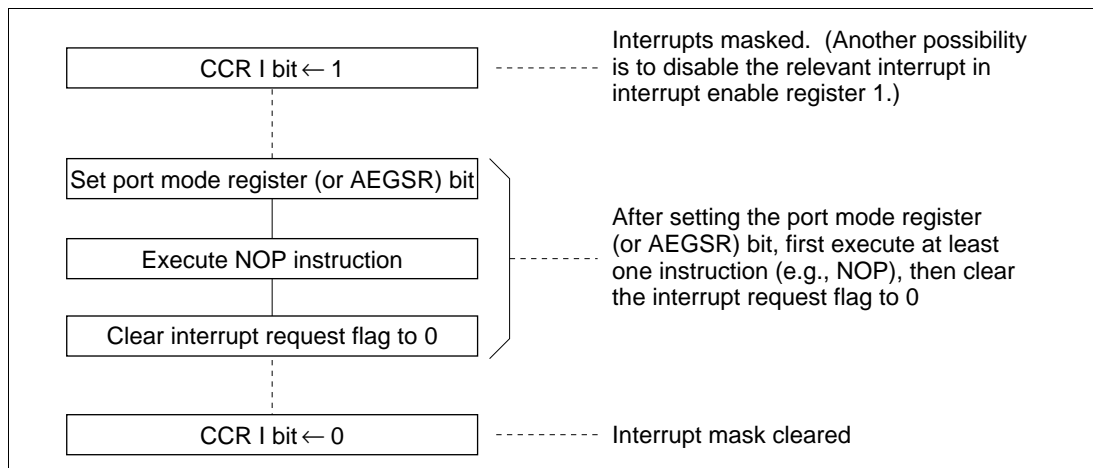 CCR I bit ← 1
Interrupts masked.  (Another possibility
is to disable the relevant interrupt in
interrupt enable register 1.)
Set port mode register (or AEGSR) bit
Execute NOP instruction
Clear interrupt request flag to 0
After setting the port mode register
(or AEGSR) bit, first execute at least
one instruction (e.g., NOP), then clear
the interrupt request flag to 0
CCR I bit ← 0
Interrupt mask cleared